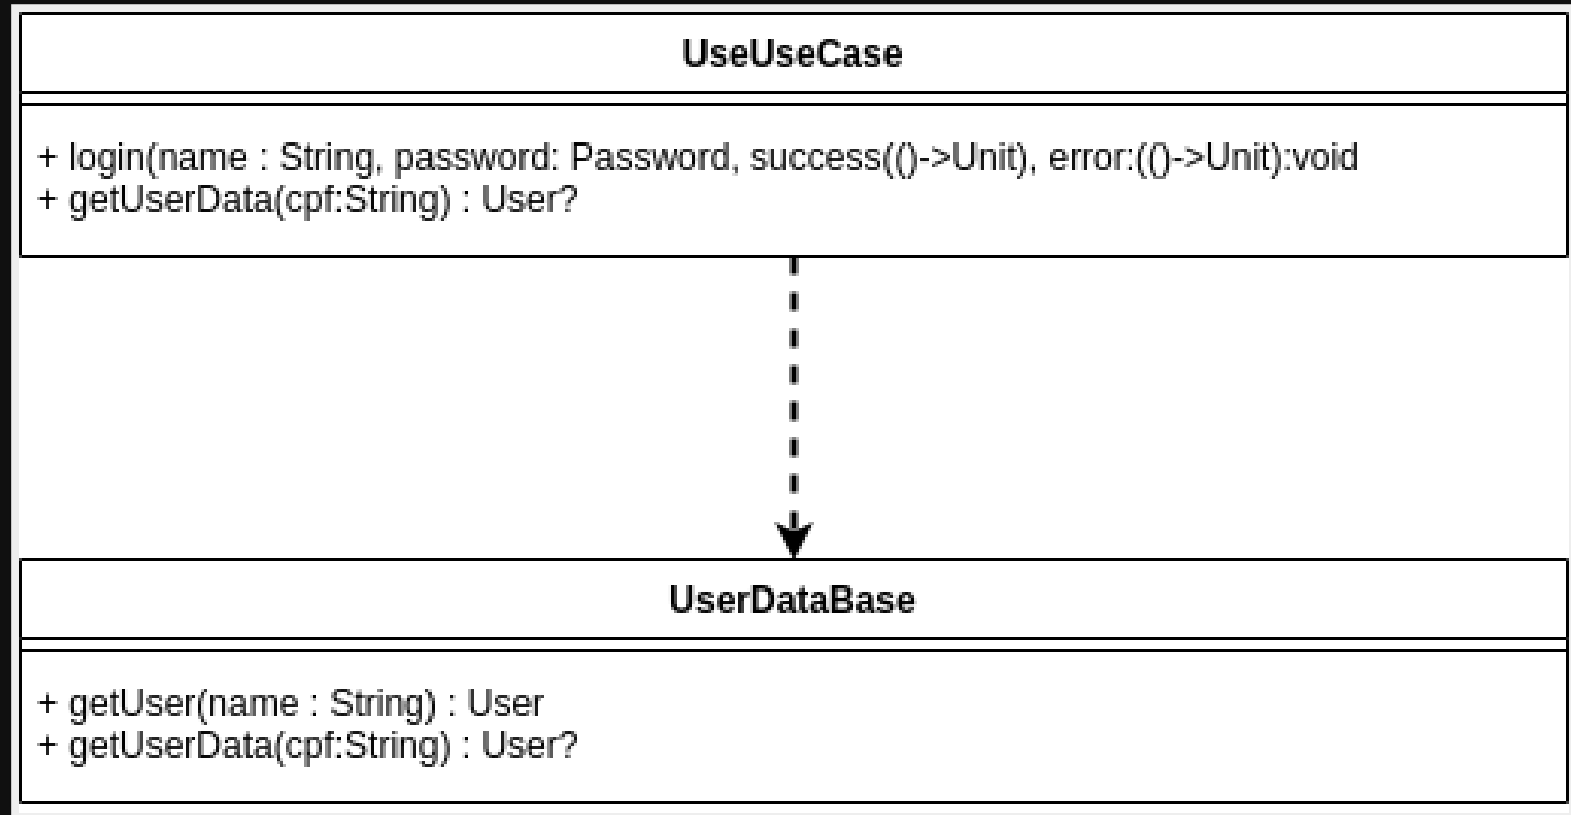 UseUseCase
+ login(name : String, password: Password, success(()->Unit), error:(()->Unit):void
+ getUserData(cpf:String) : User?
UserDataBase
+ getUser(name : String) : User
+ getUserData(cpf:String) : User?